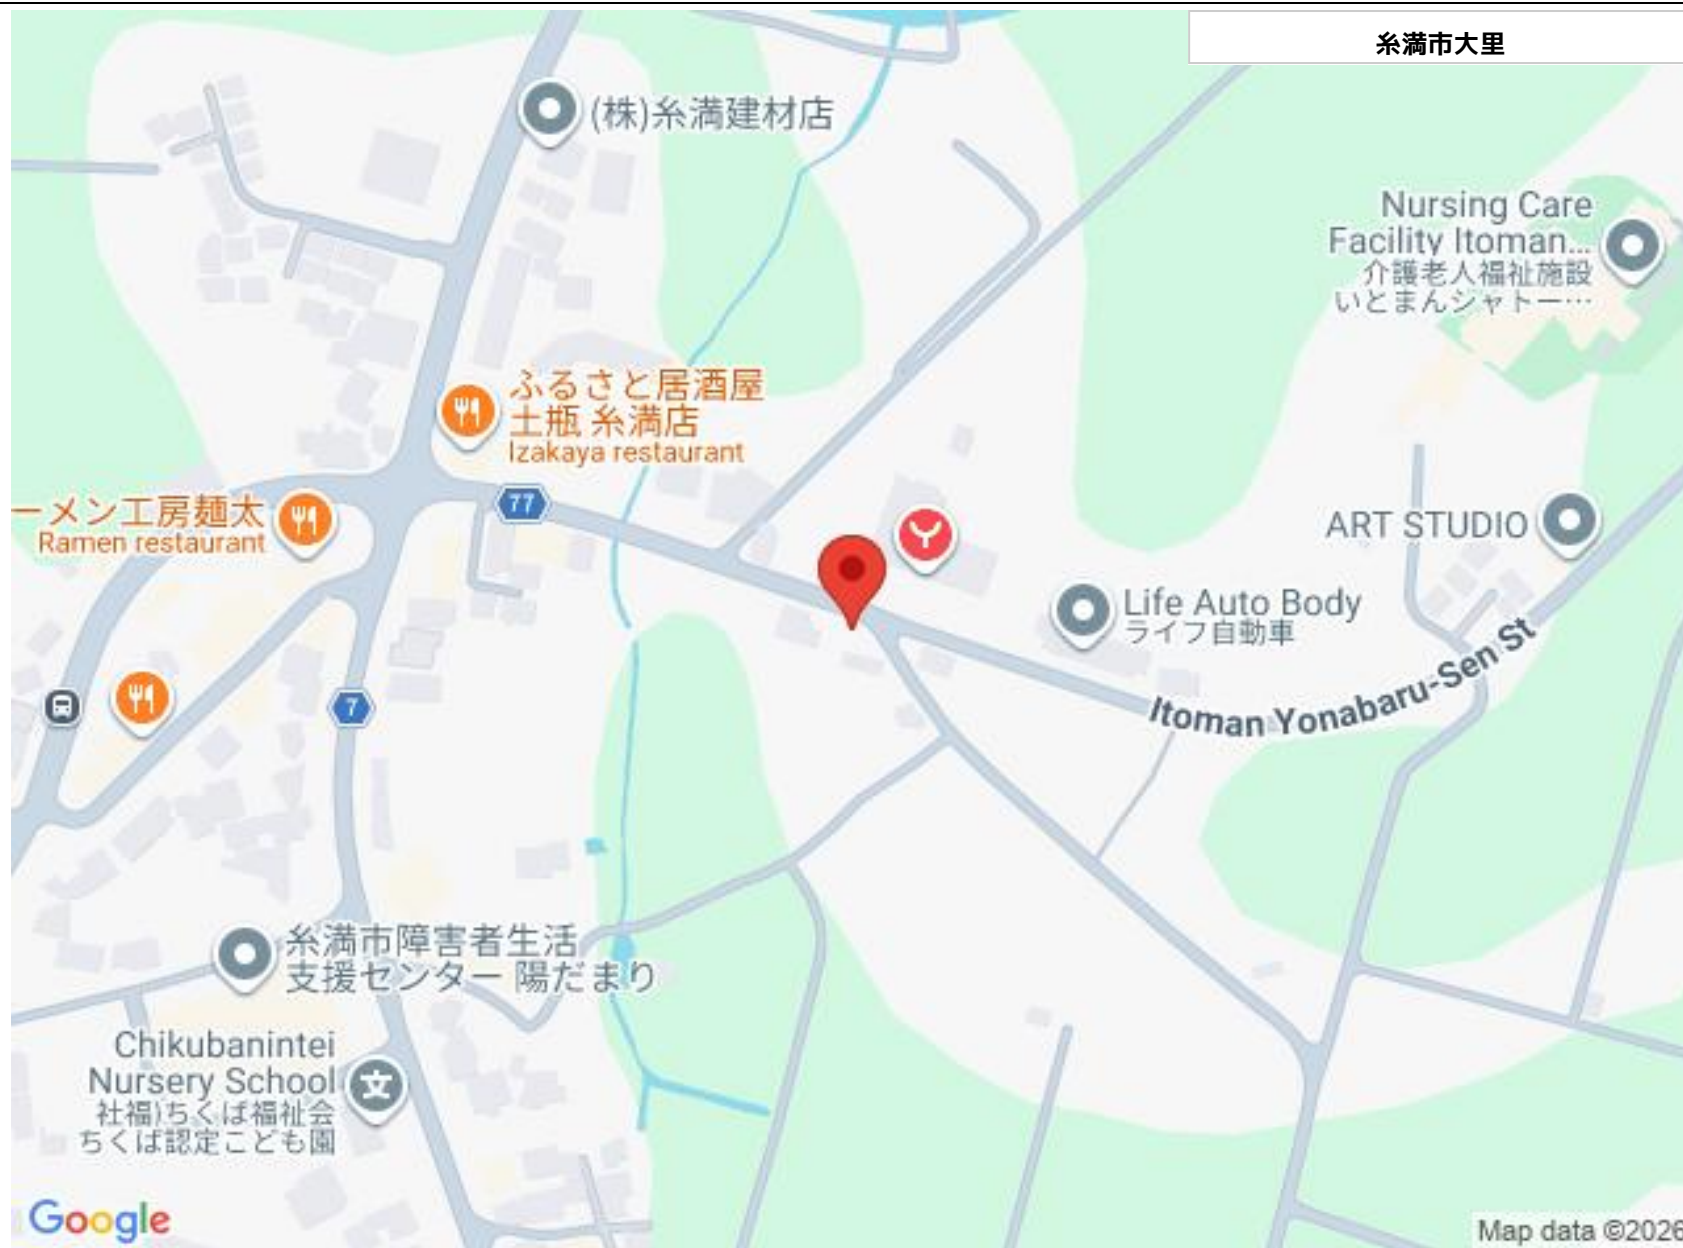 糸満市大里
(株)糸満建材店
Nursing Care
Facility Itoman...
介護老人福祉施設
いとまんシャトー…
ふるさと居酒屋
土瓶 糸満店
Izakaya restaurant
77
ーメン工房麺太
Ramen restaurant
ART STUDIO
Life Auto Body
ライフ自動車
Itoman Yonabaru-Sen St
7
糸満市障害者生活
支援センター 陽だまり
Chikubanintei
Nursery School
文
社福)ちくば福祉会
ちくば認定こども園
Google
Map data ©2026